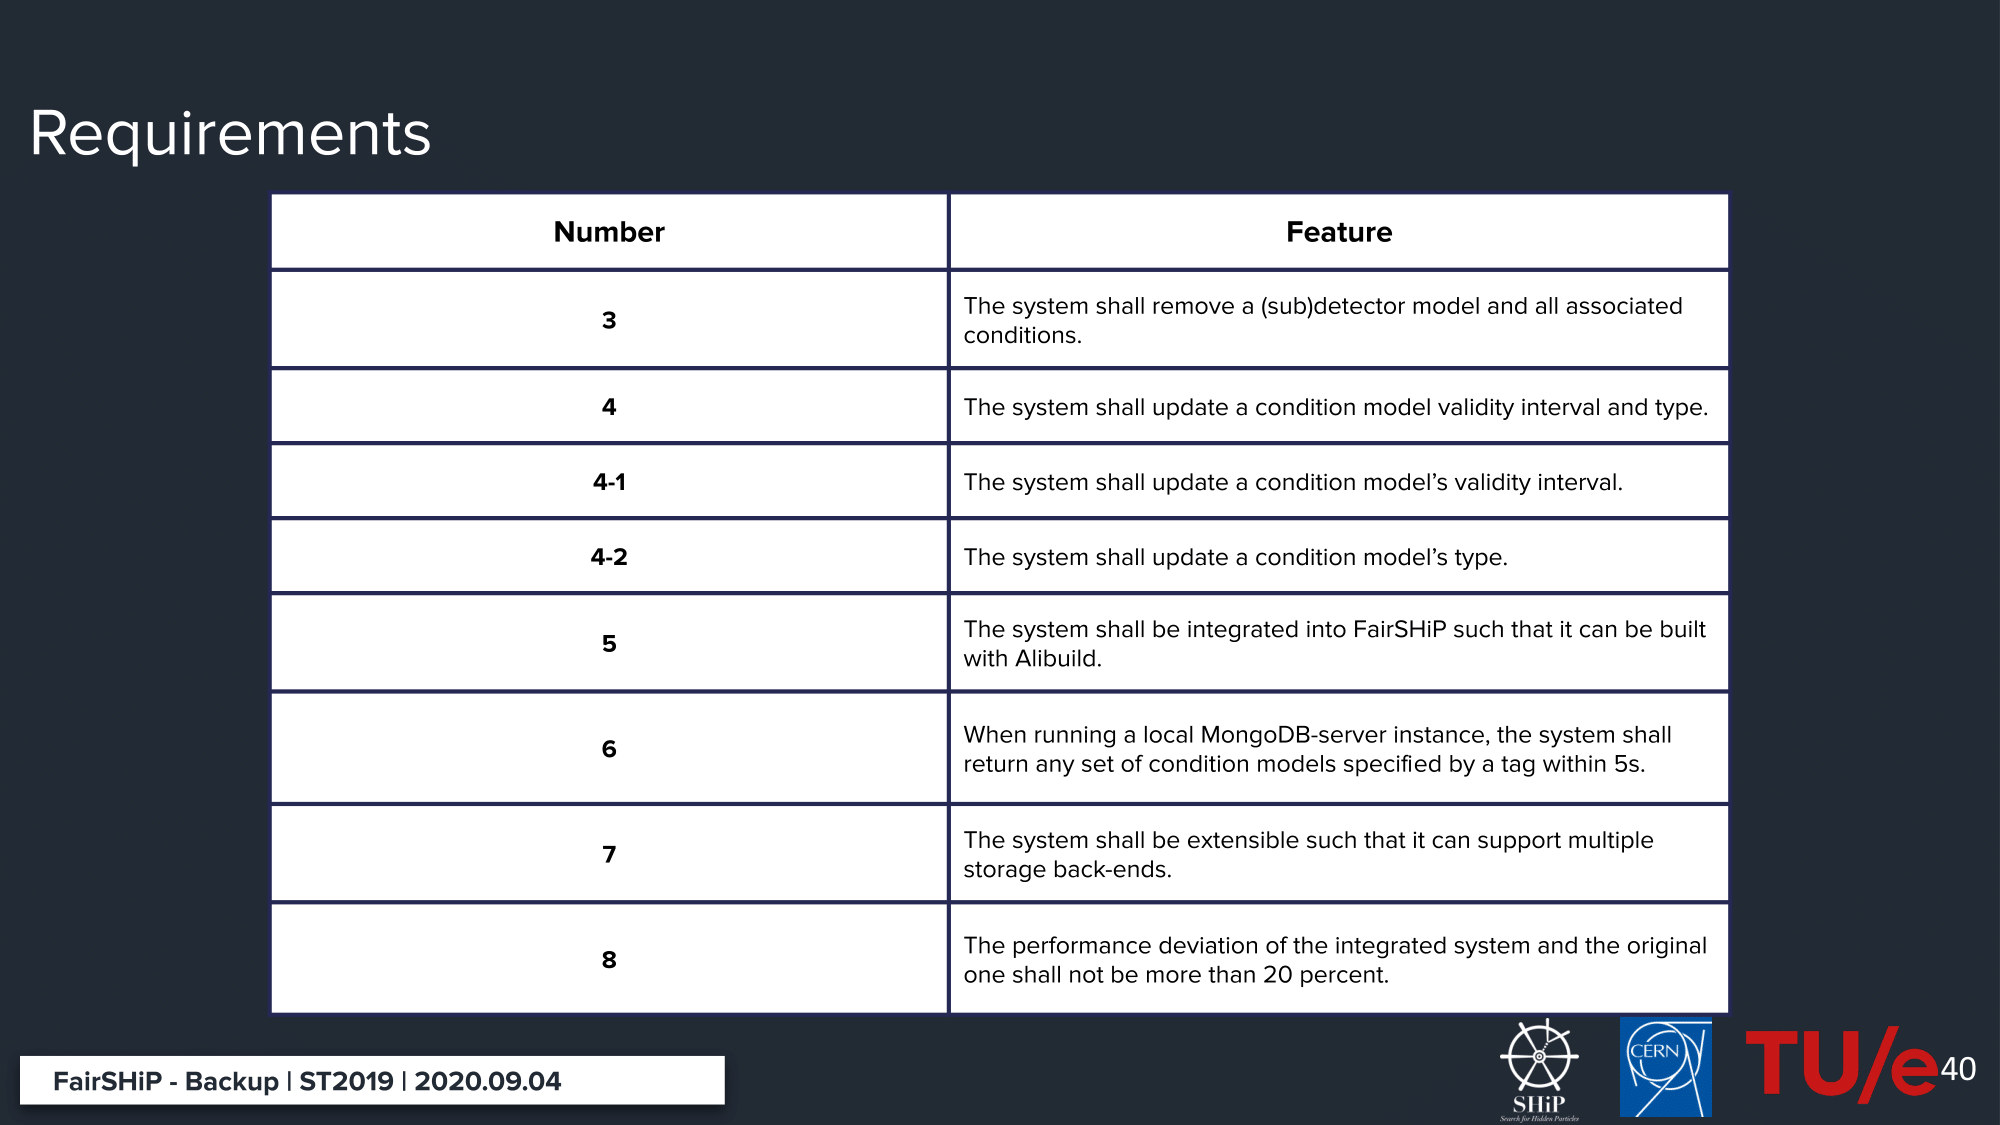 Requirements
Number
Feature
3
The system shall remove a (sub)detector model and all associated
conditions.
4
The system shall update a condition model validity interval and type.
4-1
The system shall update a condition model’s validity interval.
4-2
The system shall update a condition model’s type.
5
The system shall be integrated into FairSHiP such that it can be built
with Alibuild.
6
When running a local MongoDB-server instance, the system shall
return any set of condition models specified by a tag within 5s.
7
The system shall be extensible such that it can support multiple
storage back-ends.
8
The performance deviation of the integrated system and the original
one shall not be more than 20 percent.
FairSHiP - Backup | ST2019 | 2020.09.04
SHiP
Search for Hidden Particles
CERN
TU/e
40